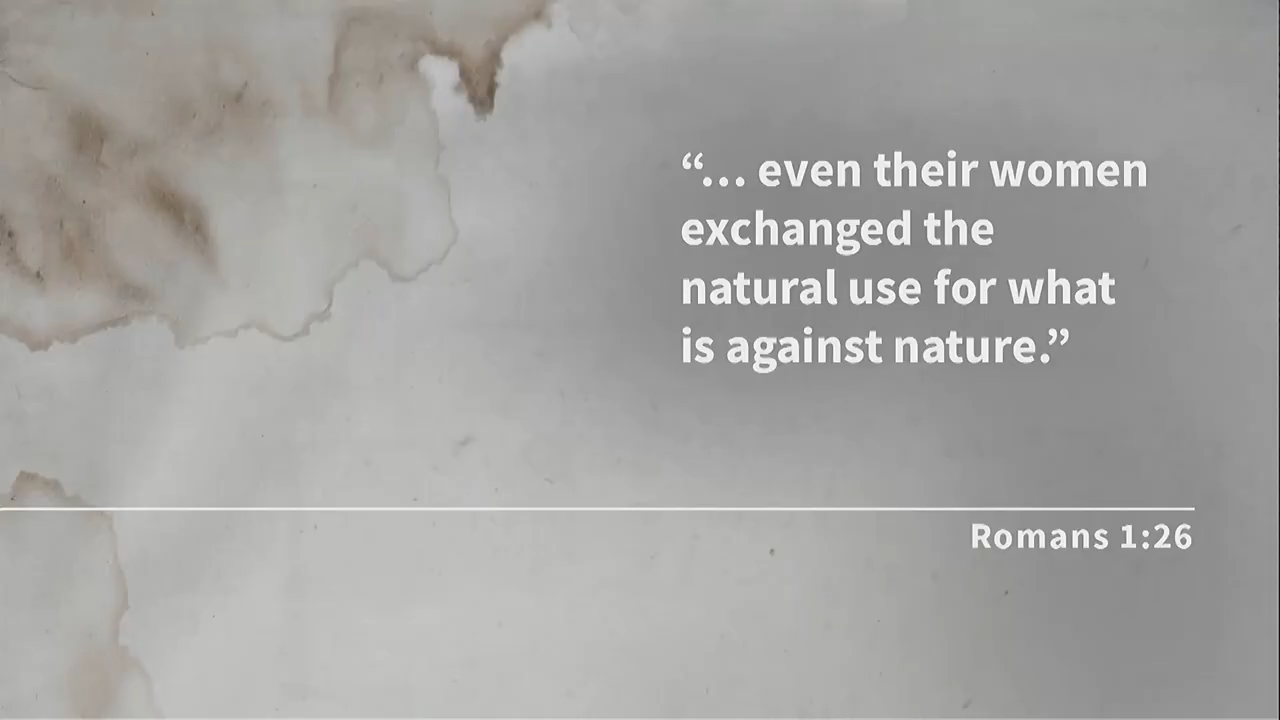 “… even their women
exchanged the
natural use for what
is against nature.”
Romans 1:26